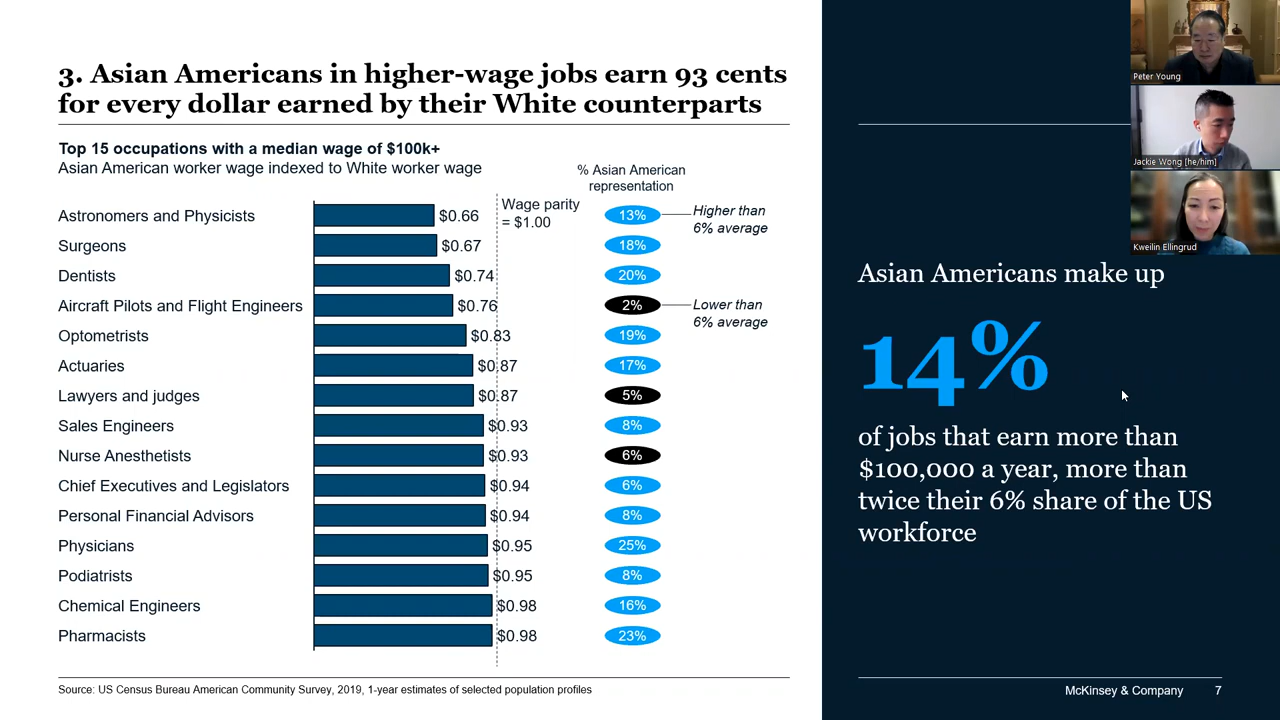 3. Asian Americans in higher-wage jobs earn 93 cents
for every dollar earned by their White counterparts
Top 15 occupations with a median wage of $100k+
Asian American worker wage indexed to White worker wage
% Asian American
representation
Wage parity
= $1.00
Astronomers and Physicists $0.66 13%
Higher than
6% average
Surgeons $0.67 18%
Dentists $0.74 20%
Aircraft Pilots and Flight Engineers $0.76 2%
Lower than
6% average
Optometrists $0.83 19%
Actuaries $0.87 17%
Lawyers and judges $0.87 5%
Sales Engineers $0.93 8%
Nurse Anesthetists $0.93 6%
Chief Executives and Legislators $0.94 6%
Personal Financial Advisors $0.94 8%
Physicians $0.95 25%
Podiatrists $0.95 8%
Chemical Engineers $0.98 16%
Pharmacists $0.98 23%
Source: US Census Bureau American Community Survey, 2019, 1-year estimates of selected population profiles
Asian Americans make up
14%
of jobs that earn more than
$100,000 a year, more than
twice their 6% share of the US
workforce
McKinsey & Company 7
Peter Young
Jackie Wong [he/him]
Kweilin Ellingrud